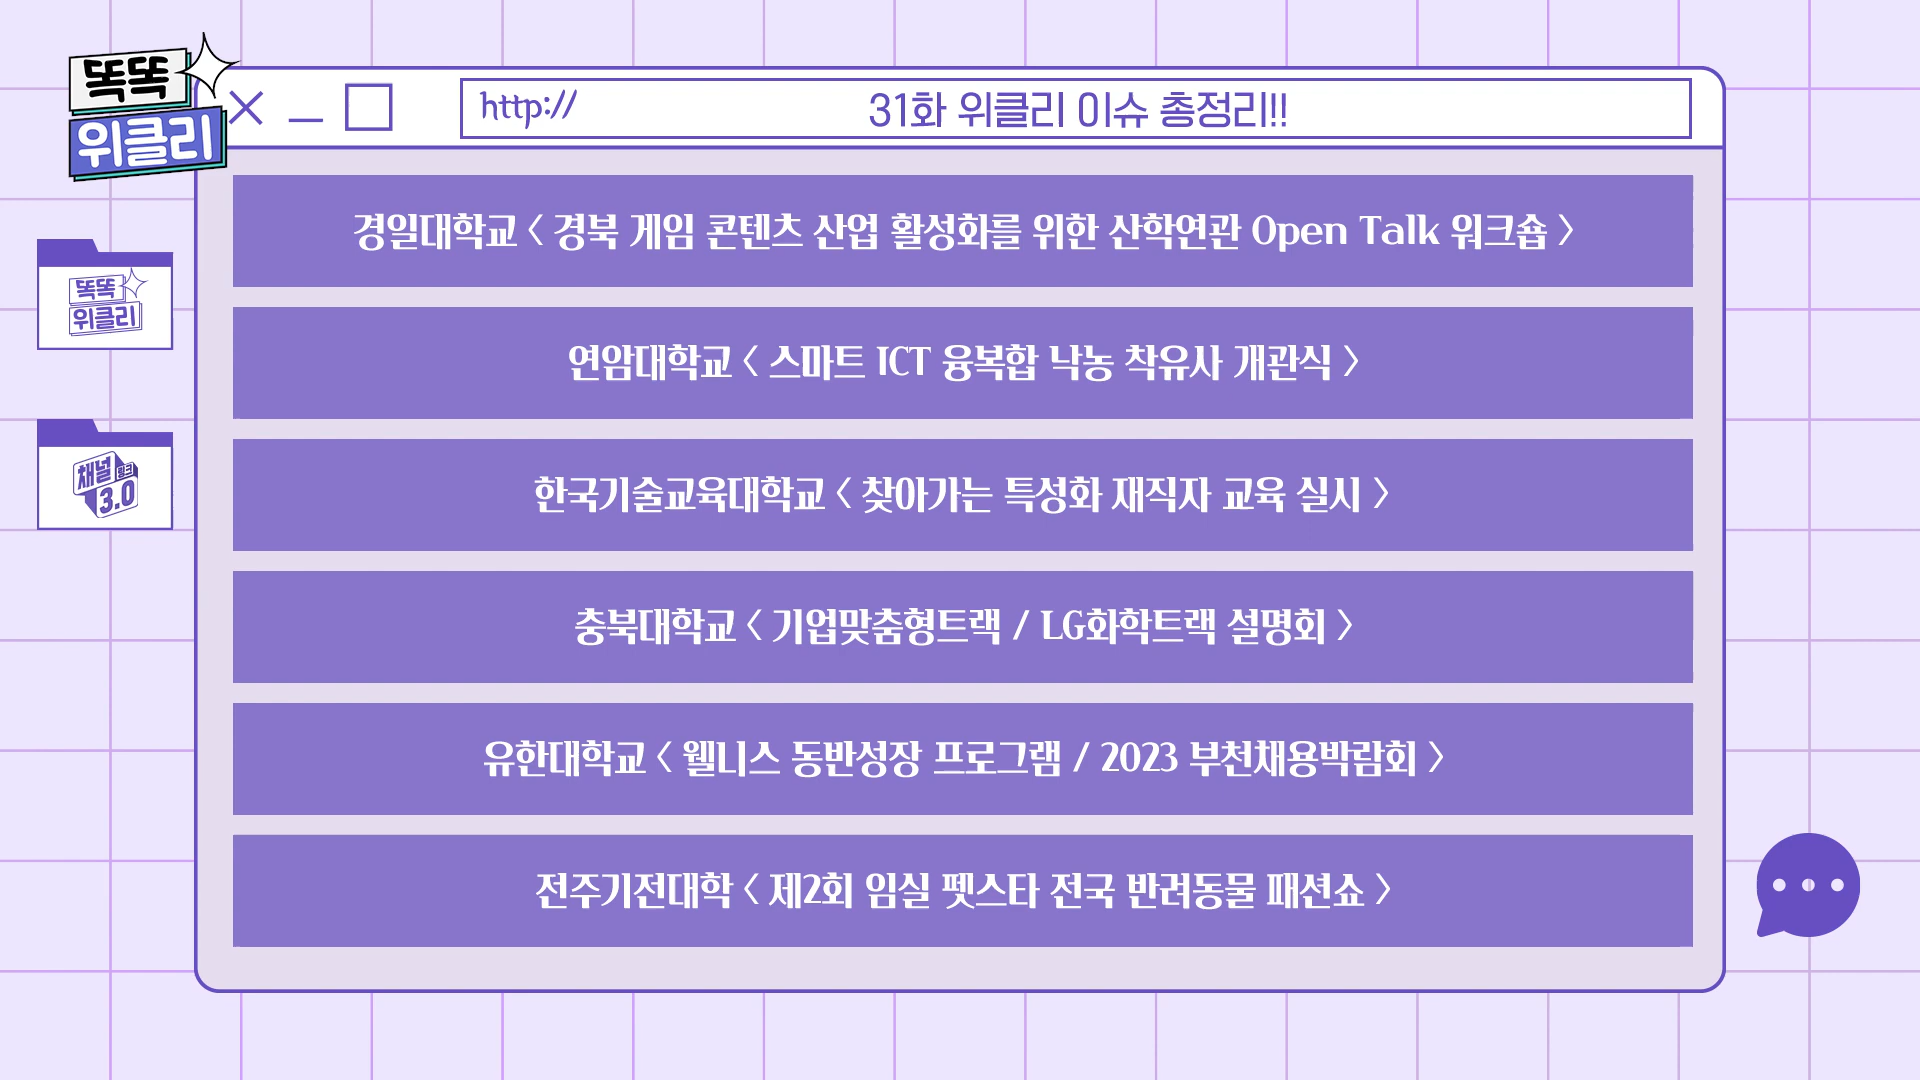 똑똑
위클리
http://
31화 위클리 이슈 총정리!!
경일대학교 < 경북 게임 콘텐츠 산업 활성화를 위한 산학연관 Open Talk 워크숍 >
연암대학교 < 스마트 ICT 융복합 낙농 착유사 개관식 >
한국기술교육대학교 < 찾아가는 특성화 재직자 교육 실시 >
충북대학교 < 기업맞춤형트랙 / LG화학트랙 설명회 >
유한대학교 < 웰니스 동반성장 프로그램 / 2023 부천채용박람회 >
전주기전대학 < 제2회 임실 펫스타 전국 반려동물 패션쇼 >
똑똑
위클리
채널 링크
3.0